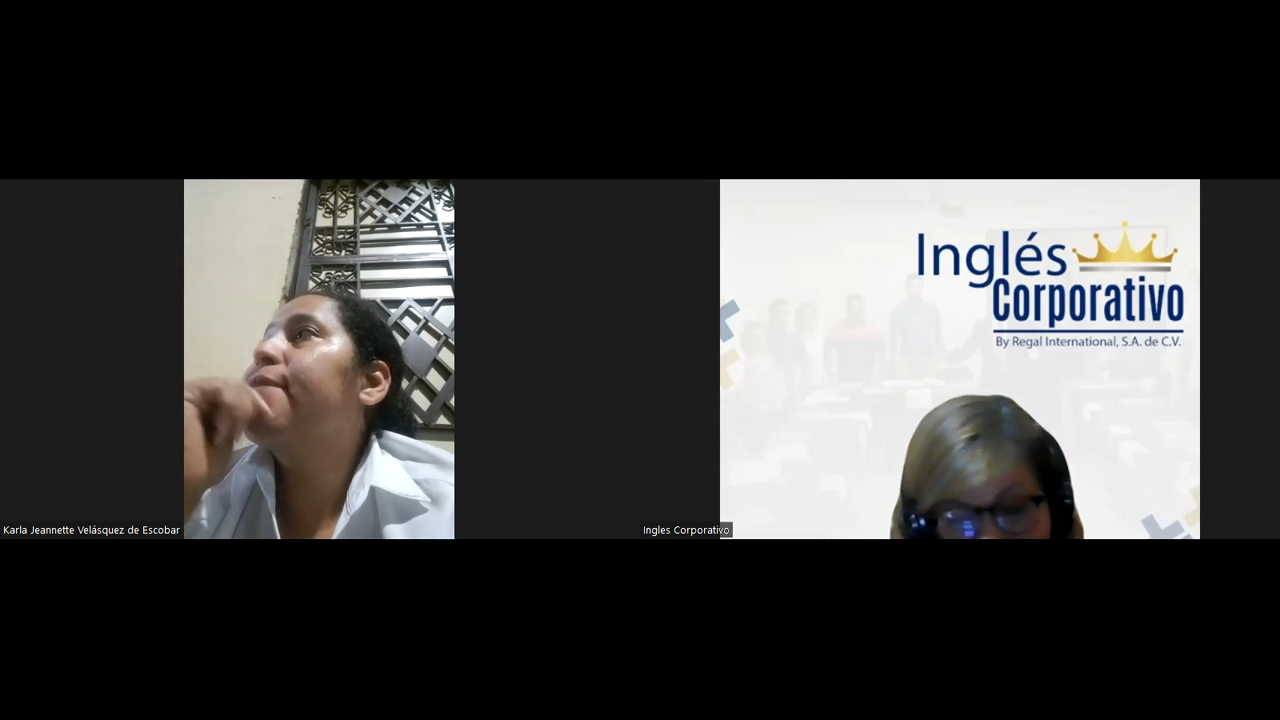 Inglés
Corporativo
By Regal International, S.A. de C.V.
Karla Jeannette Velásquez de Escobar
Ingles Corporativo